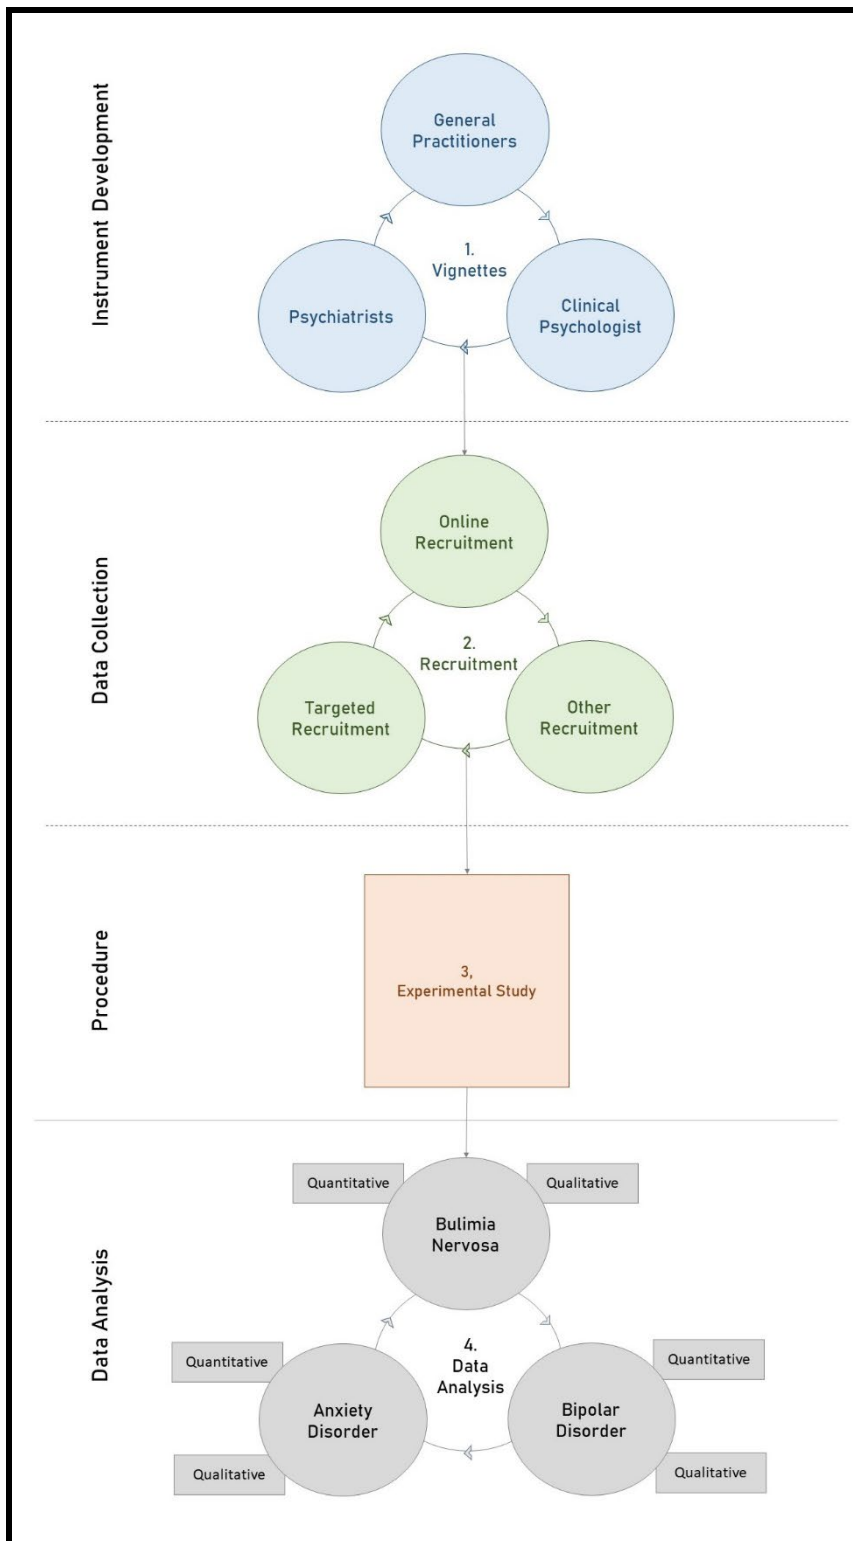 Instrument Development
General
Practitioners
1.
Vignettes
Psychiatrists
Clinical
Psychologist
Data Collection
Online
Recruitment
2.
Recruitment
Targeted
Recruitment
Other
Recruitment
Procedure
3,
Experimental Study
Data Analysis
Quantitative
Qualitative
Bulimia
Nervosa
4.
Data
Analysis
Quantitative
Anxiety
Disorder
Qualitative
Quantitative
Bipolar
Disorder
Qualitative